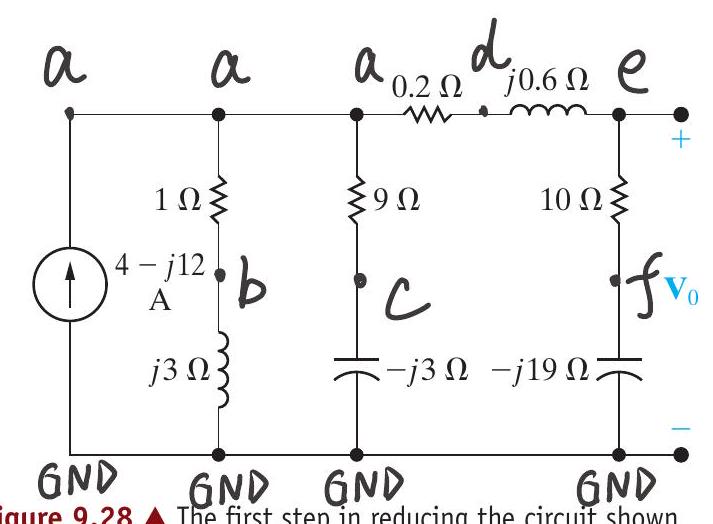 a a a d e
0.2 Ω j0.6 Ω
+
1 Ω 9 Ω 10 Ω
4 − j12
A
b c f V₀
j3 Ω −j3 Ω −j19 Ω
−
GND GND GND GND
igure 9.28 ▲ The first step in reducing the circuit shown